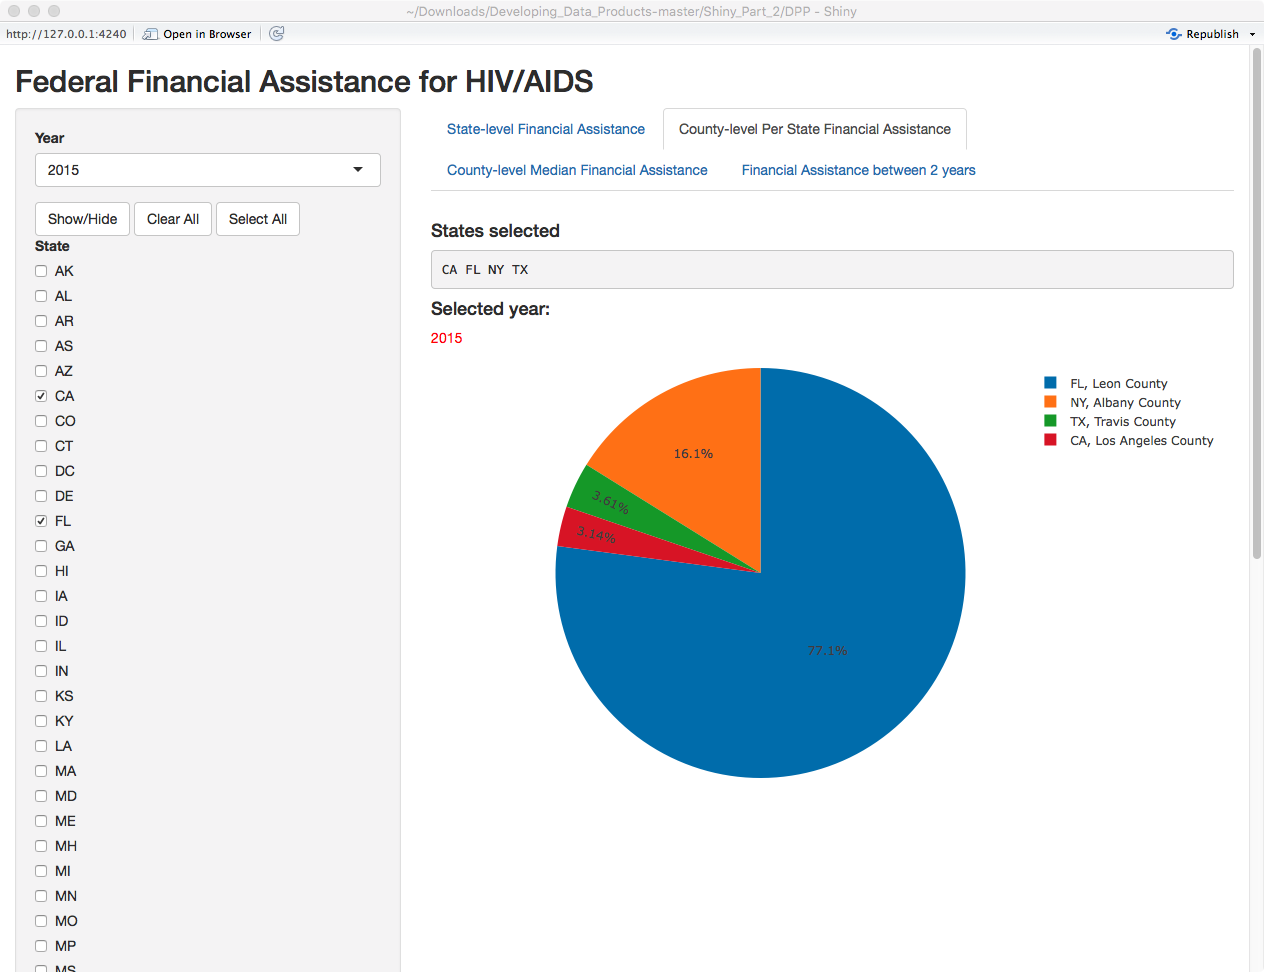 ~/Downloads/Developing_Data_Products-master/Shiny_Part_2/DPP - Shiny
http://127.0.0.1:4240 Open in Browser Republish
Federal Financial Assistance for HIV/AIDS
Year
2015
Show/Hide Clear All Select All
State
AK
AL
AR
AS
AZ
CA
CO
CT
DC
DE
FL
GA
HI
IA
ID
IL
IN
KS
KY
LA
MA
MD
ME
MH
MI
MN
MO
MP
MS
State-level Financial Assistance County-level Per State Financial Assistance
County-level Median Financial Assistance Financial Assistance between 2 years
States selected
CA FL NY TX
Selected year:
2015
16.1%
3.61%
3.14%
77.1%
FL, Leon County
NY, Albany County
TX, Travis County
CA, Los Angeles County